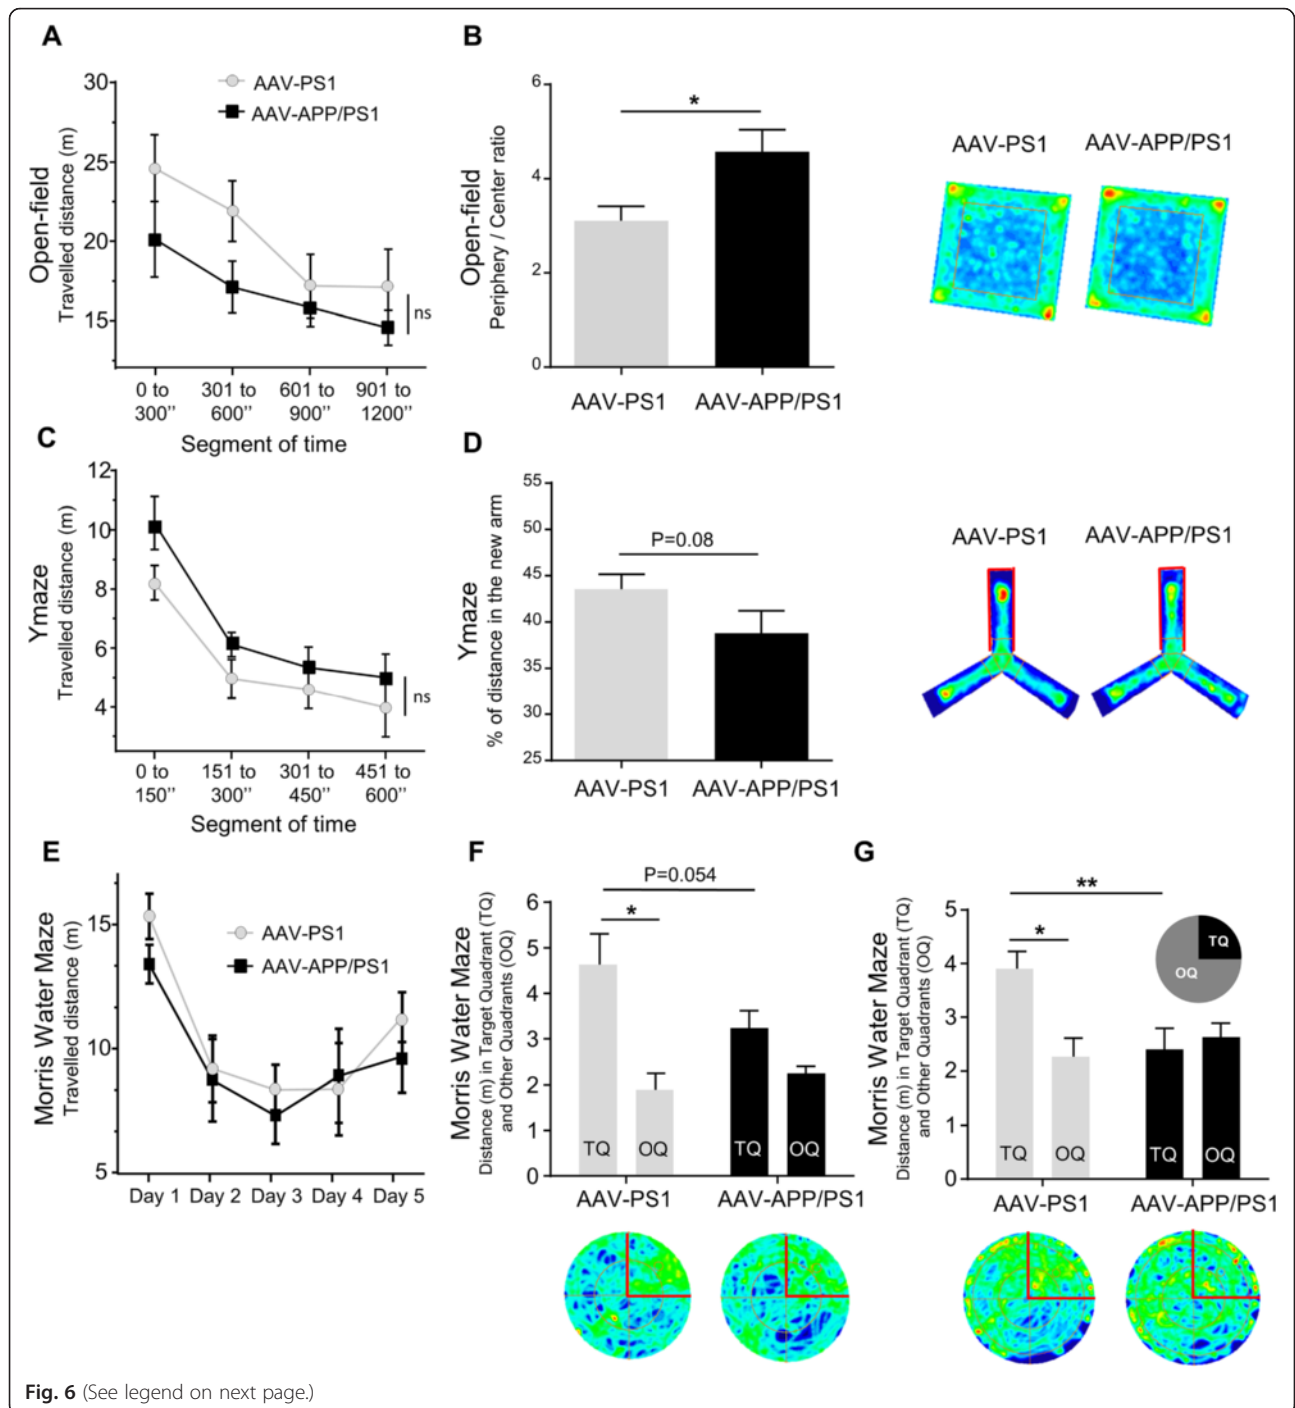 A
Open-field
Travelled distance (m)
30
25
20
15
AAV-PS1
AAV-APP/PS1
ns
0 to 300’’
301 to 600’’
601 to 900’’
901 to 1200’’
Segment of time
B
Open-field
Periphery / Center ratio
6
4
2
0
*
AAV-PS1
AAV-APP/PS1
AAV-PS1
AAV-APP/PS1
C
Ymaze
Travelled distance (m)
12
10
8
6
4
ns
0 to 150’’
151 to 300’’
301 to 450’’
451 to 600’’
Segment of time
D
Ymaze
% of distance in the new arm
55
50
45
40
35
30
25
P=0.08
AAV-PS1
AAV-APP/PS1
AAV-PS1
AAV-APP/PS1
E
Morris Water Maze
Travelled distance (m)
15
10
5
AAV-PS1
AAV-APP/PS1
Day 1 Day 2 Day 3 Day 4 Day 5
F
Morris Water Maze
Distance (m) in Target Quadrant (TQ)
and Other Quadrants (OQ)
6
5
4
3
2
1
0
P=0.054
*
TQ
OQ
TQ
OQ
AAV-PS1
AAV-APP/PS1
G
Morris Water Maze
Distance (m) in Target Quadrant (TQ)
and Other Quadrants (OQ)
5
4
3
2
1
0
**
*
TQ
OQ
TQ
OQ
TQ
OQ
AAV-PS1
AAV-APP/PS1
Fig. 6 (See legend on next page.)